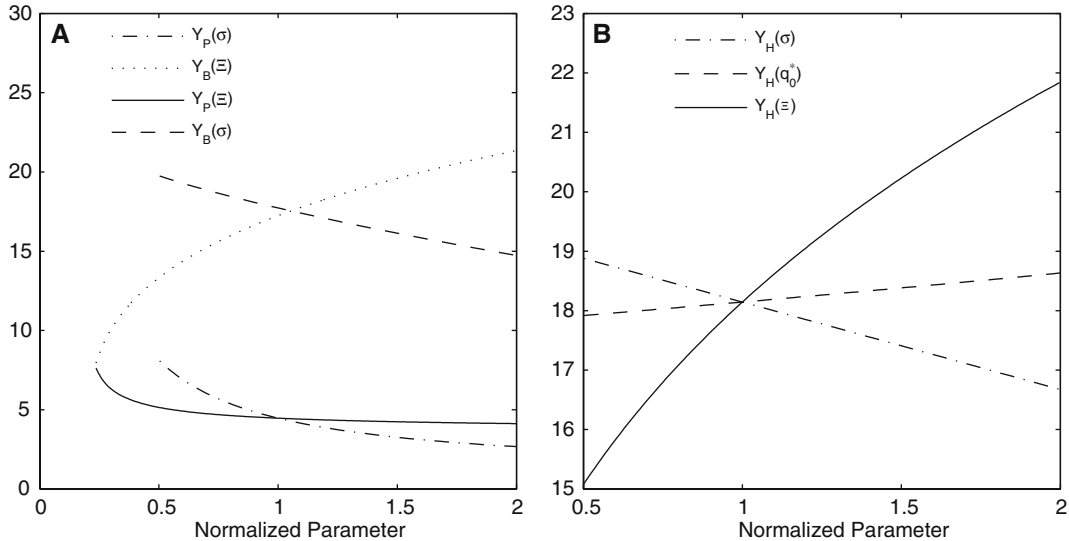 A
Y_P(σ)
Y_B(Ξ)
Y_P(Ξ)
Y_B(σ)
30
25
20
15
10
5
0
0 0.5 1 1.5 2
Normalized Parameter
B
Y_H(σ)
Y_H(q_0^*)
Y_H(Ξ)
23
22
21
20
19
18
17
16
15
0.5 1 1.5 2
Normalized Parameter